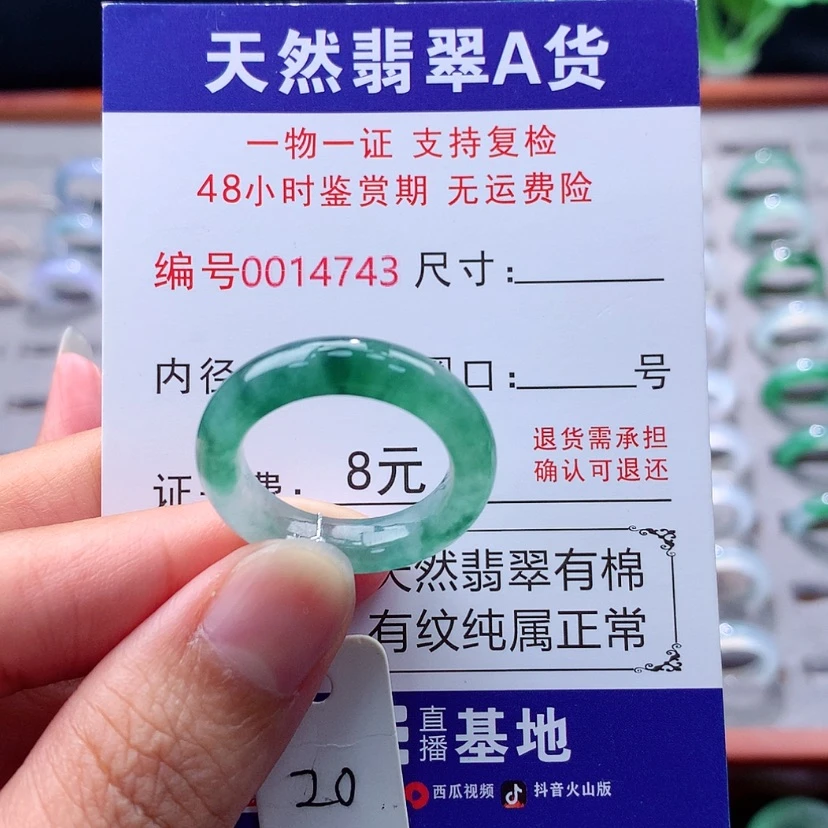 天然翡翠A货
一物一证 支持复检
48小时鉴赏期 无运费险
编号0014743 尺寸:
内径 口: 号
退货需承担
确认可退还
证 费: 8元
天然翡翠有棉
有纹纯属正常
直播基地
20 西瓜视频 抖音火山版